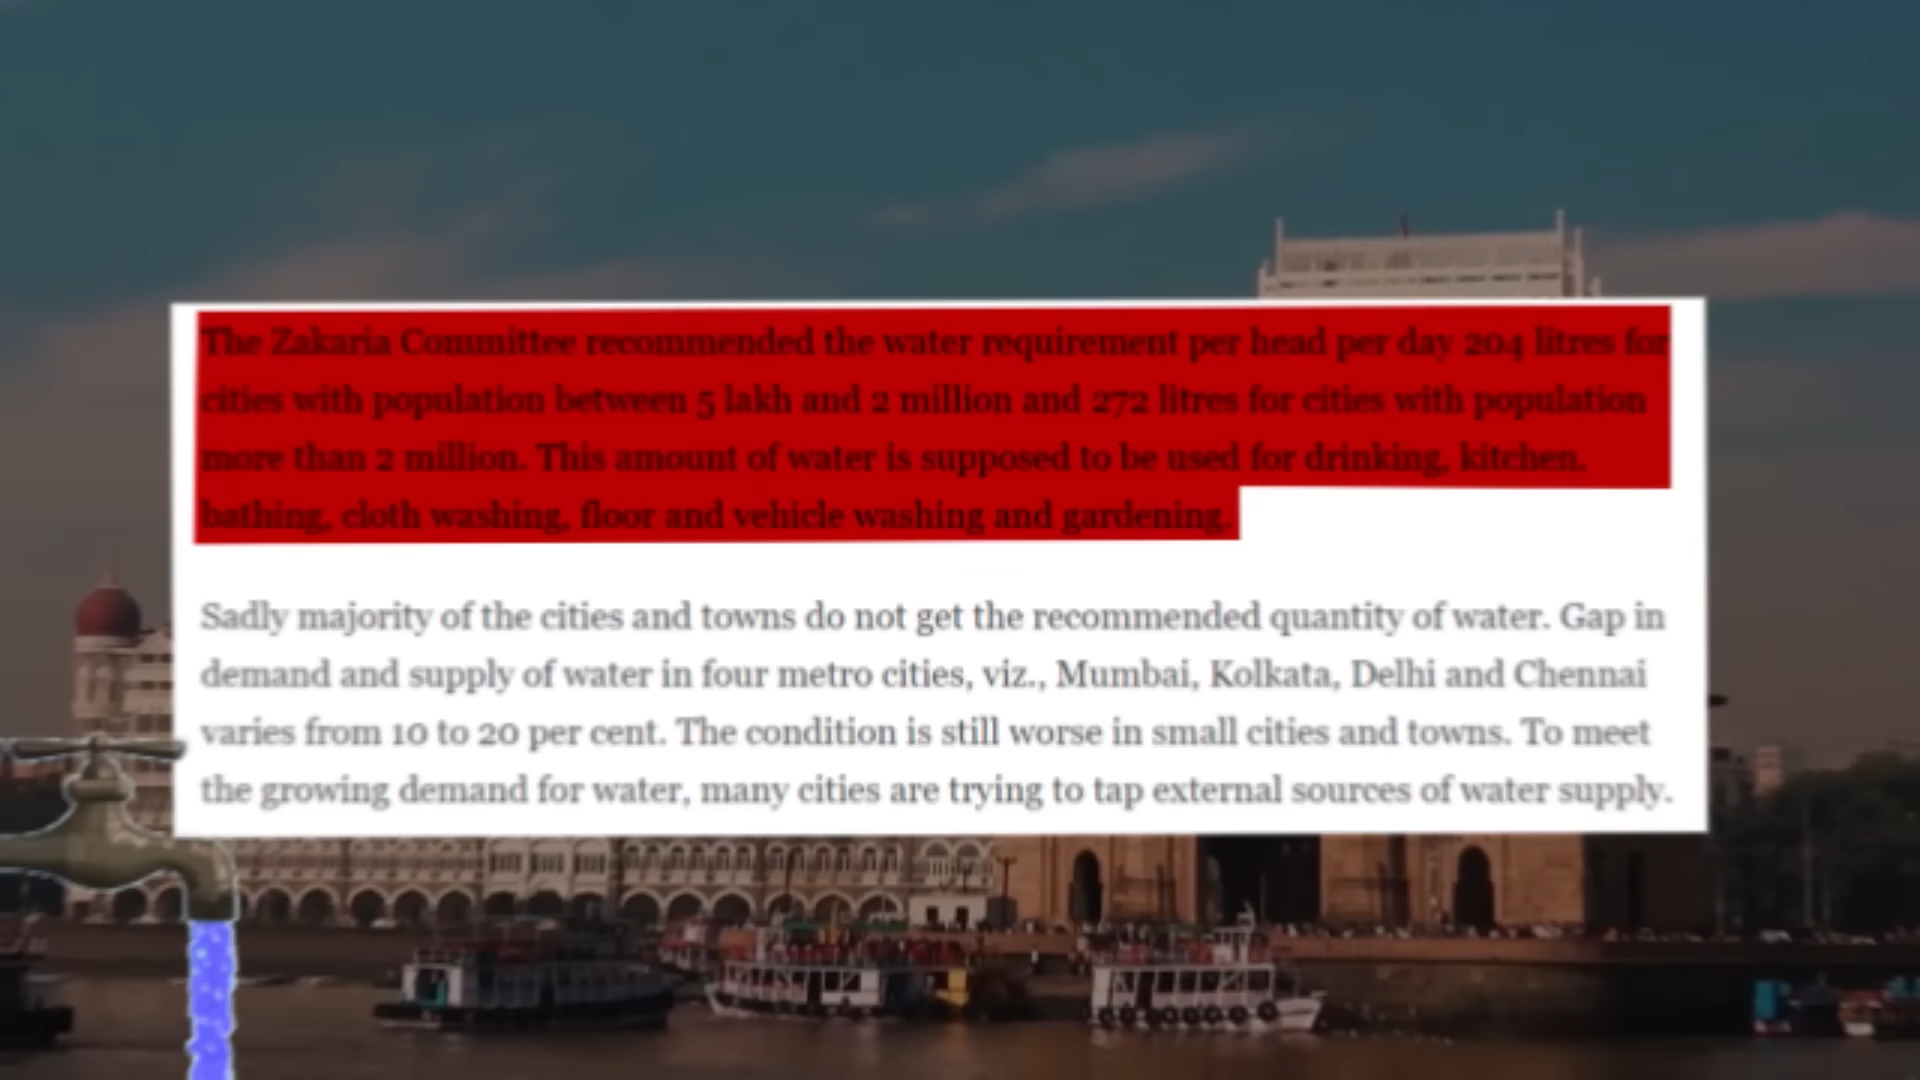 The Zakaria Committee recommended the water requirement per head per day 204 litres for
cities with population between 5 lakh and 2 million and 272 litres for cities with population
more than 2 million. This amount of water is supposed to be used for drinking, kitchen,
bathing, cloth washing, floor and vehicle washing and gardening.
Sadly majority of the cities and towns do not get the recommended quantity of water. Gap in
demand and supply of water in four metro cities, viz., Mumbai, Kolkata, Delhi and Chennai
varies from 10 to 20 per cent. The condition is still worse in small cities and towns. To meet
the growing demand for water, many cities are trying to tap external sources of water supply.